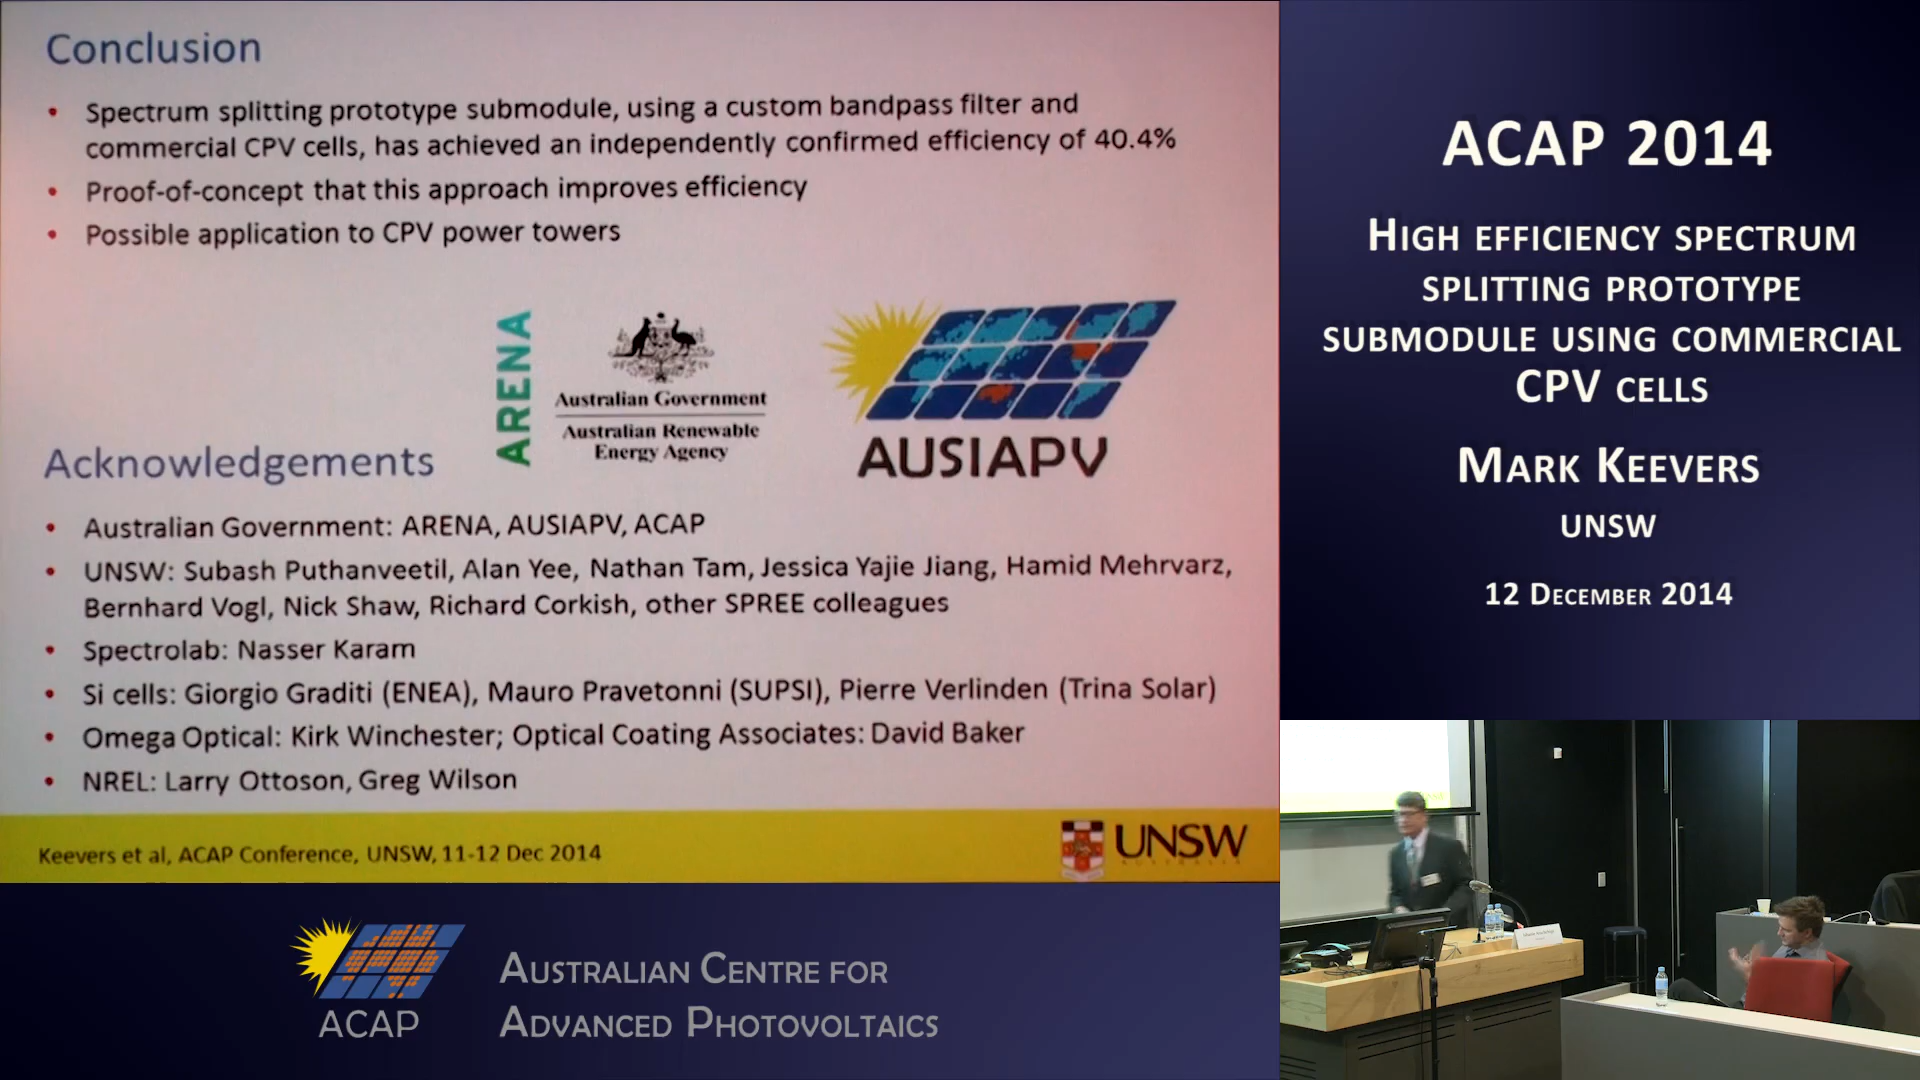 Conclusion
• Spectrum splitting prototype submodule, using a custom bandpass filter and
commercial CPV cells, has achieved an independently confirmed efficiency of 40.4%
• Proof-of-concept that this approach improves efficiency
• Possible application to CPV power towers
ARENA
Australian Government
Australian Renewable
Energy Agency
AUSIAPV
Acknowledgements
• Australian Government: ARENA, AUSIAPV, ACAP
• UNSW: Subash Puthanveetil, Alan Yee, Nathan Tam, Jessica Yajie Jiang, Hamid Mehrvarz,
Bernhard Vogl, Nick Shaw, Richard Corkish, other SPREE colleagues
• Spectrolab: Nasser Karam
• Si cells: Giorgio Graditi (ENEA), Mauro Pravetonni (SUPSI), Pierre Verlinden (Trina Solar)
• Omega Optical: Kirk Winchester; Optical Coating Associates: David Baker
• NREL: Larry Ottoson, Greg Wilson
Keevers et al, ACAP Conference, UNSW, 11-12 Dec 2014
UNSW
AUSTRALIA
ACAP
Australian Centre for
Advanced Photovoltaics
ACAP 2014
High efficiency spectrum
splitting prototype
submodule using commercial
CPV cells
Mark Keevers
UNSW
12 December 2014